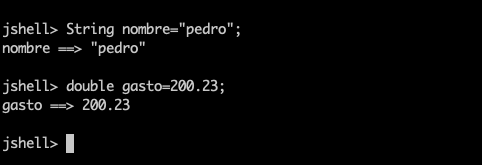 jshell> String nombre="pedro";
nombre ==> "pedro"
jshell> double gasto=200.23;
gasto ==> 200.23
jshell>